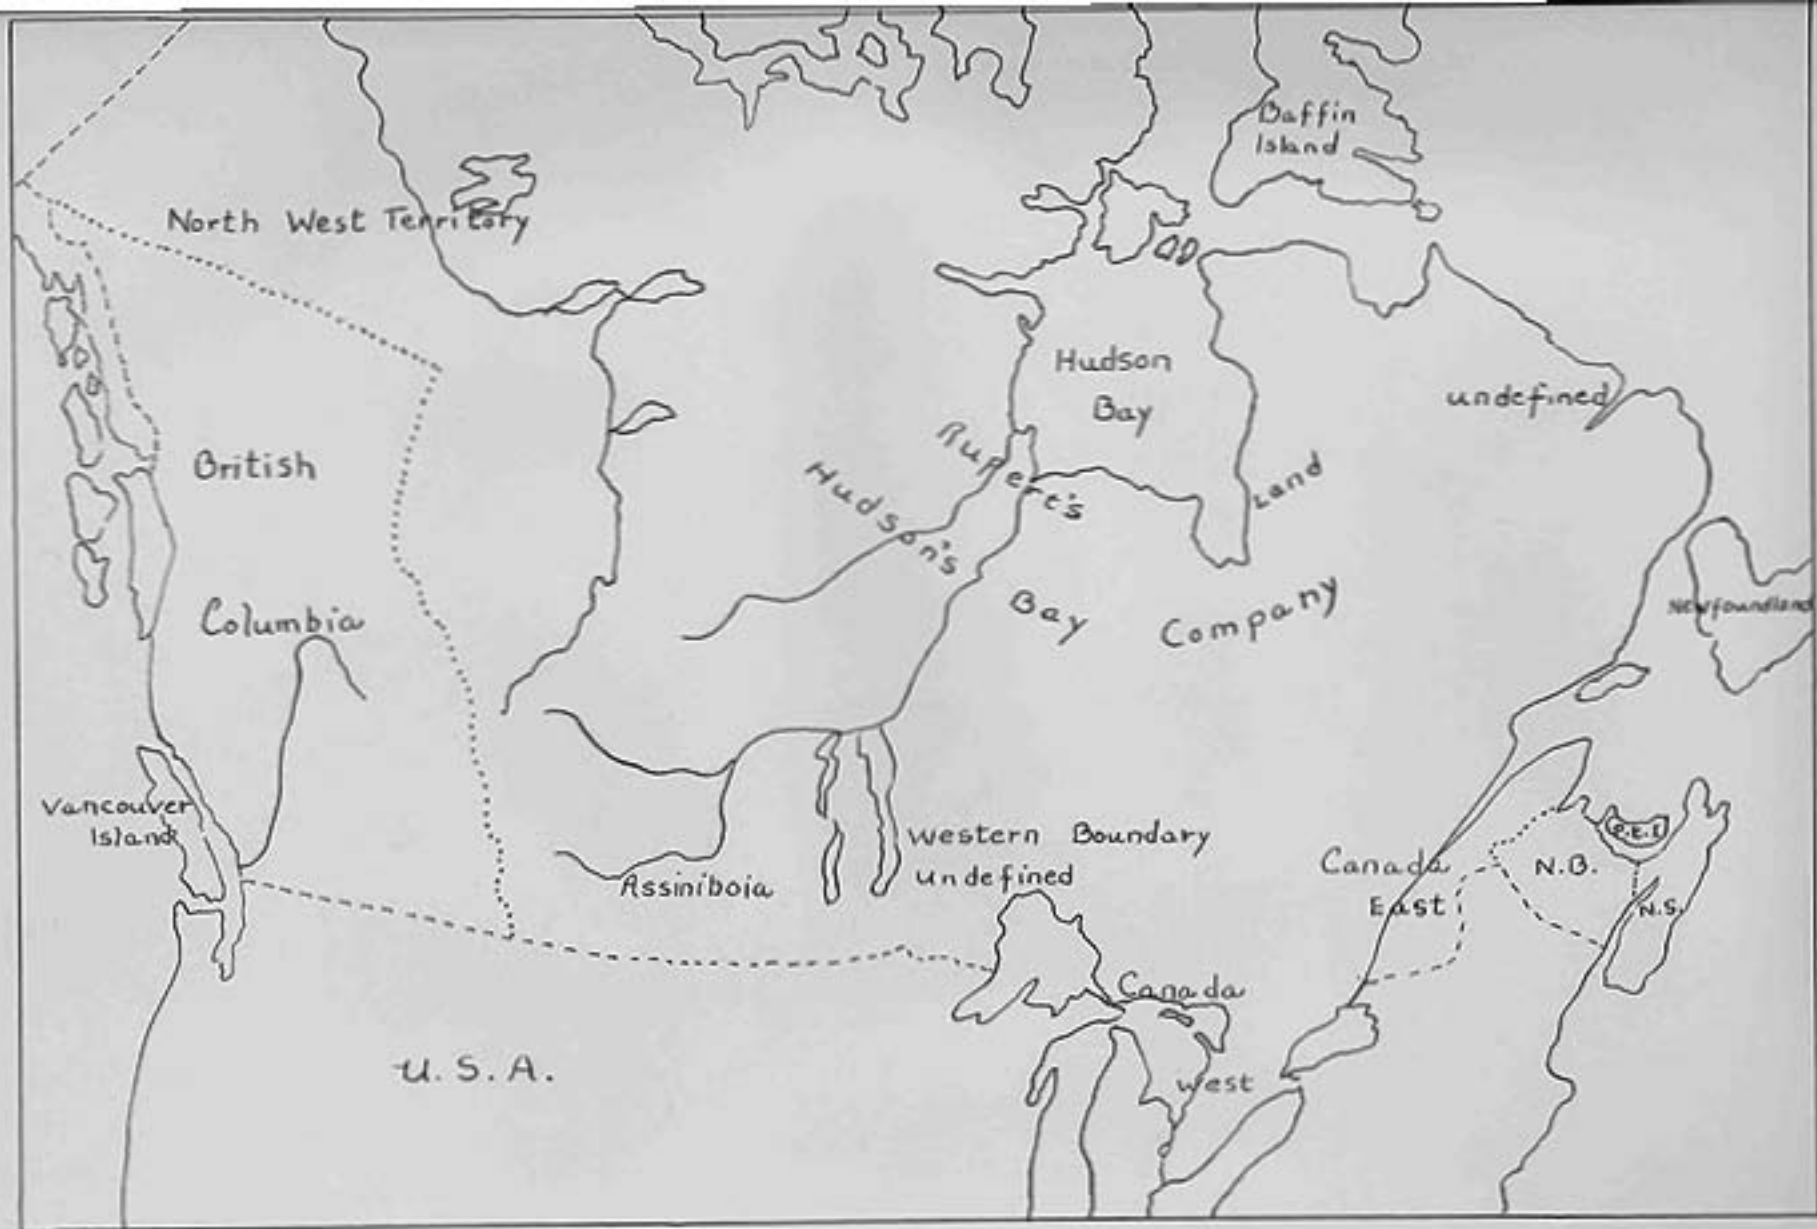 Baffin
Island
North West Territory
Hudson
Bay
undefined
British
Rupert's Land
Hudson's Bay Company
Columbia
Newfoundland
Vancouver
Island
Western Boundary
undefined
Assiniboia
Canada
East
P.E.I
N.B.
N.S.
Canada
West
U.S.A.